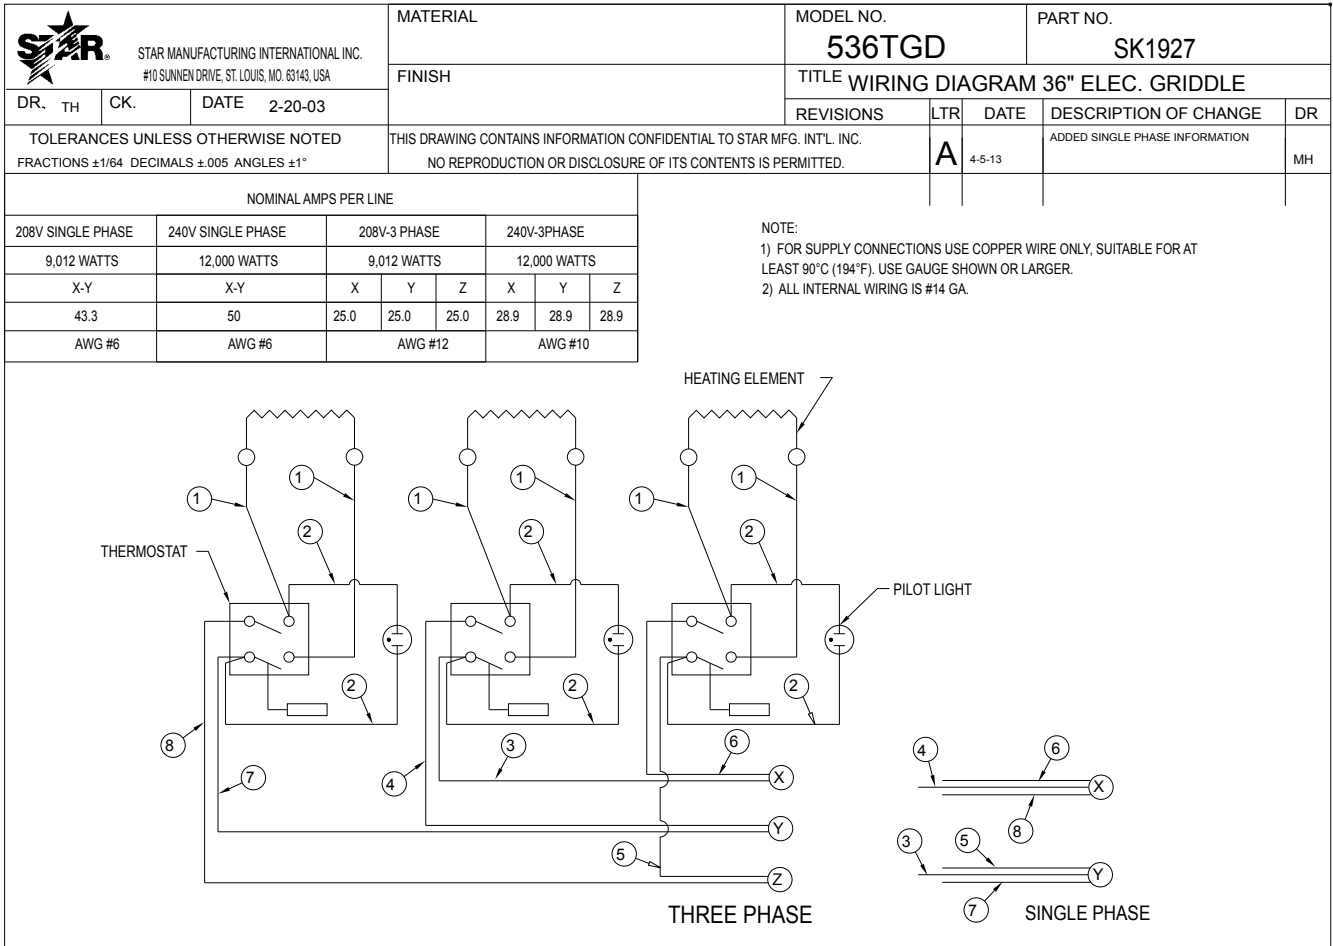 STAR®
STAR MANUFACTURING INTERNATIONAL INC.
#10 SUNNEN DRIVE, ST. LOUIS, MO. 63143, USA
DR. TH
CK.
DATE 2-20-03
MATERIAL
FINISH
MODEL NO.
536TGD
PART NO.
SK1927
TITLE WIRING DIAGRAM 36" ELEC. GRIDDLE
REVISIONS LTR DATE DESCRIPTION OF CHANGE DR
TOLERANCES UNLESS OTHERWISE NOTED
FRACTIONS ±1/64 DECIMALS ±.005 ANGLES ±1°
THIS DRAWING CONTAINS INFORMATION CONFIDENTIAL TO STAR MFG. INT'L. INC.
NO REPRODUCTION OR DISCLOSURE OF ITS CONTENTS IS PERMITTED.
A 4-5-13 ADDED SINGLE PHASE INFORMATION MH
NOMINAL AMPS PER LINE
208V SINGLE PHASE 240V SINGLE PHASE 208V-3 PHASE 240V-3PHASE
9,012 WATTS 12,000 WATTS 9,012 WATTS 12,000 WATTS
X-Y X-Y X Y Z X Y Z
43.3 50 25.0 25.0 25.0 28.9 28.9 28.9
AWG #6 AWG #6 AWG #12 AWG #10
NOTE:
1) FOR SUPPLY CONNECTIONS USE COPPER WIRE ONLY, SUITABLE FOR AT
LEAST 90°C (194°F). USE GAUGE SHOWN OR LARGER.
2) ALL INTERNAL WIRING IS #14 GA.
HEATING ELEMENT
1 1 1 1 1 1
2 2 2
THERMOSTAT
PILOT LIGHT
2 2 2
8 7 4 3 6
X
Y
5
Z
THREE PHASE
4 6
X
8
3 5
Y
7
SINGLE PHASE